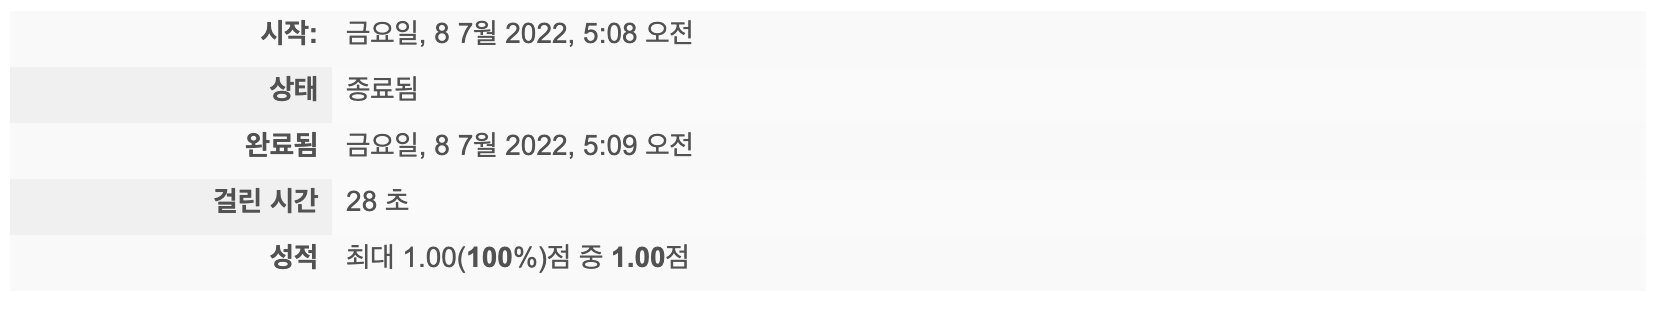 시작: 금요일, 8 7월 2022, 5:08 오전
상태 종료됨
완료됨 금요일, 8 7월 2022, 5:09 오전
걸린 시간 28 초
성적 최대 1.00(100%)점 중 1.00점